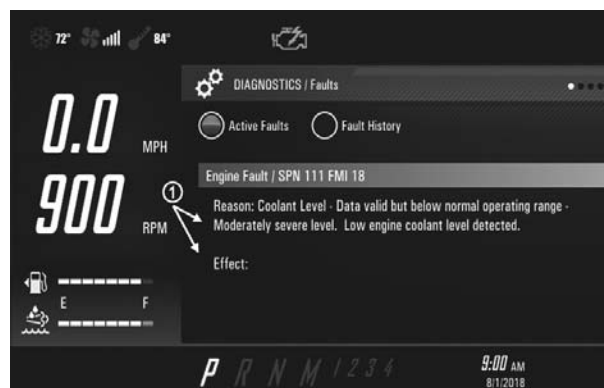 72° 84°
DIAGNOSTICS / Faults
Active Faults Fault History
0.0 MPH
Engine Fault / SPN 111 FMI 18
1
Reason: Coolant Level - Data valid but below normal operating range -
Moderately severe level. Low engine coolant level detected.
900 RPM
Effect:
E F
P R N M 1 2 3 4
9:00 AM
8/1/2018